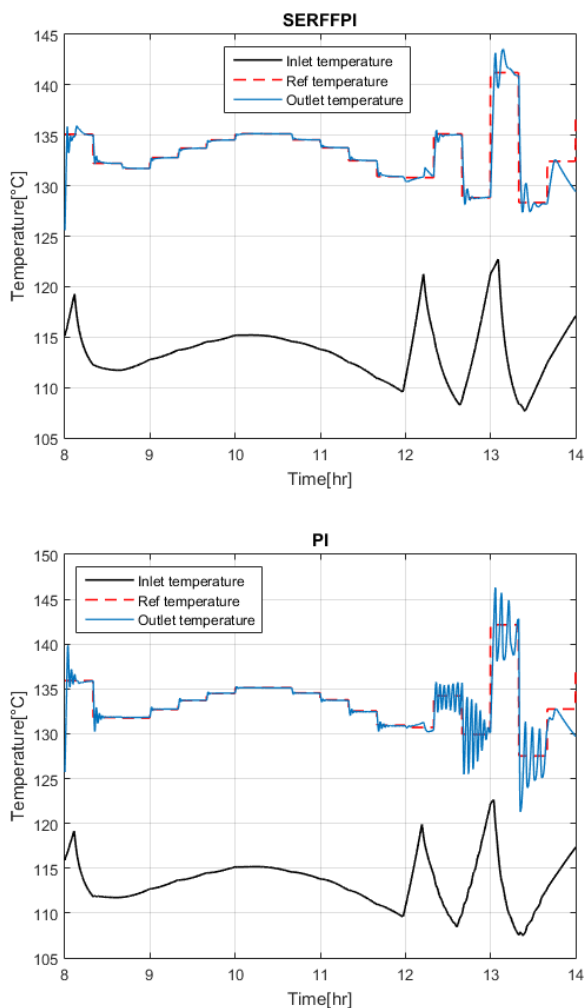 SERFFPI
145
140
135
130
125
120
115
110
105
Temperature[°C]
Inlet temperature
Ref temperature
Outlet temperature
8
9
10
11
12
13
14
Time[hr]
PI
150
145
140
135
130
125
120
115
110
105
Temperature[°C]
Inlet temperature
Ref temperature
Outlet temperature
8
9
10
11
12
13
14
Time[hr]